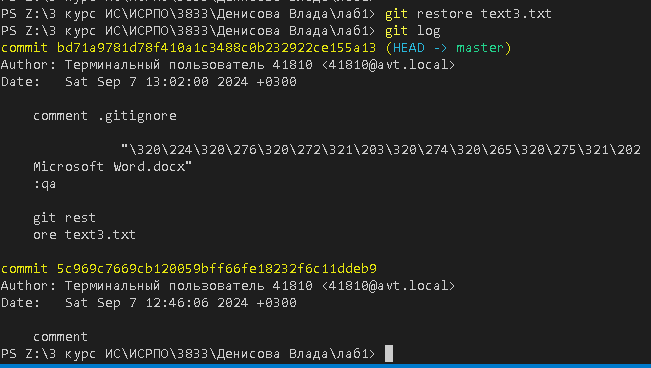 PS Z:\3 курс ИС\ИСРПО\3833\Денисова Влада\лаб1> git restore text3.txt
PS Z:\3 курс ИС\ИСРПО\3833\Денисова Влада\лаб1> git log
commit bd71a9781d78f410a1c3488c0b232922ce155a13 (HEAD -> master)
Author: Терминальный пользователь 41810 <41810@avt.local>
Date:   Sat Sep 7 13:02:00 2024 +0300
comment .gitignore
"\320\224\320\276\320\272\321\203\320\274\320\265\320\275\321\202
Microsoft Word.docx"
:qa
git rest
ore text3.txt
commit 5c969c7669cb120059bff66fe18232f6c11ddeb9
Author: Терминальный пользователь 41810 <41810@avt.local>
Date:   Sat Sep 7 12:46:06 2024 +0300
comment
PS Z:\3 курс ИС\ИСРПО\3833\Денисова Влада\лаб1>